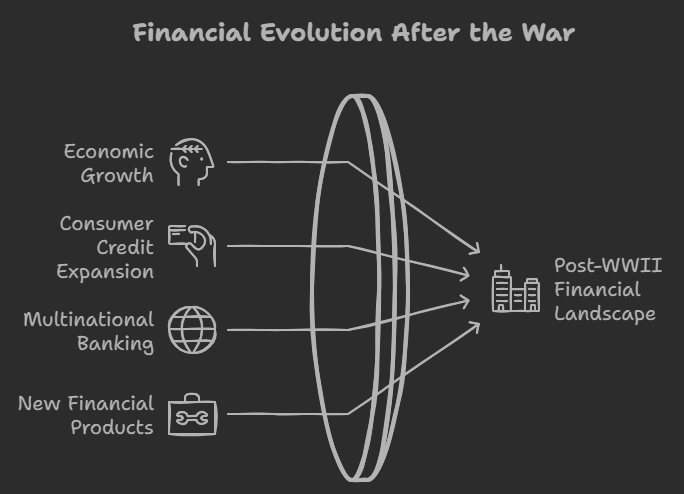 Financial Evolution After the War
Economic
Growth
Consumer
Credit
Expansion
Multinational
Banking
New Financial
Products
Post-WWII
Financial
Landscape